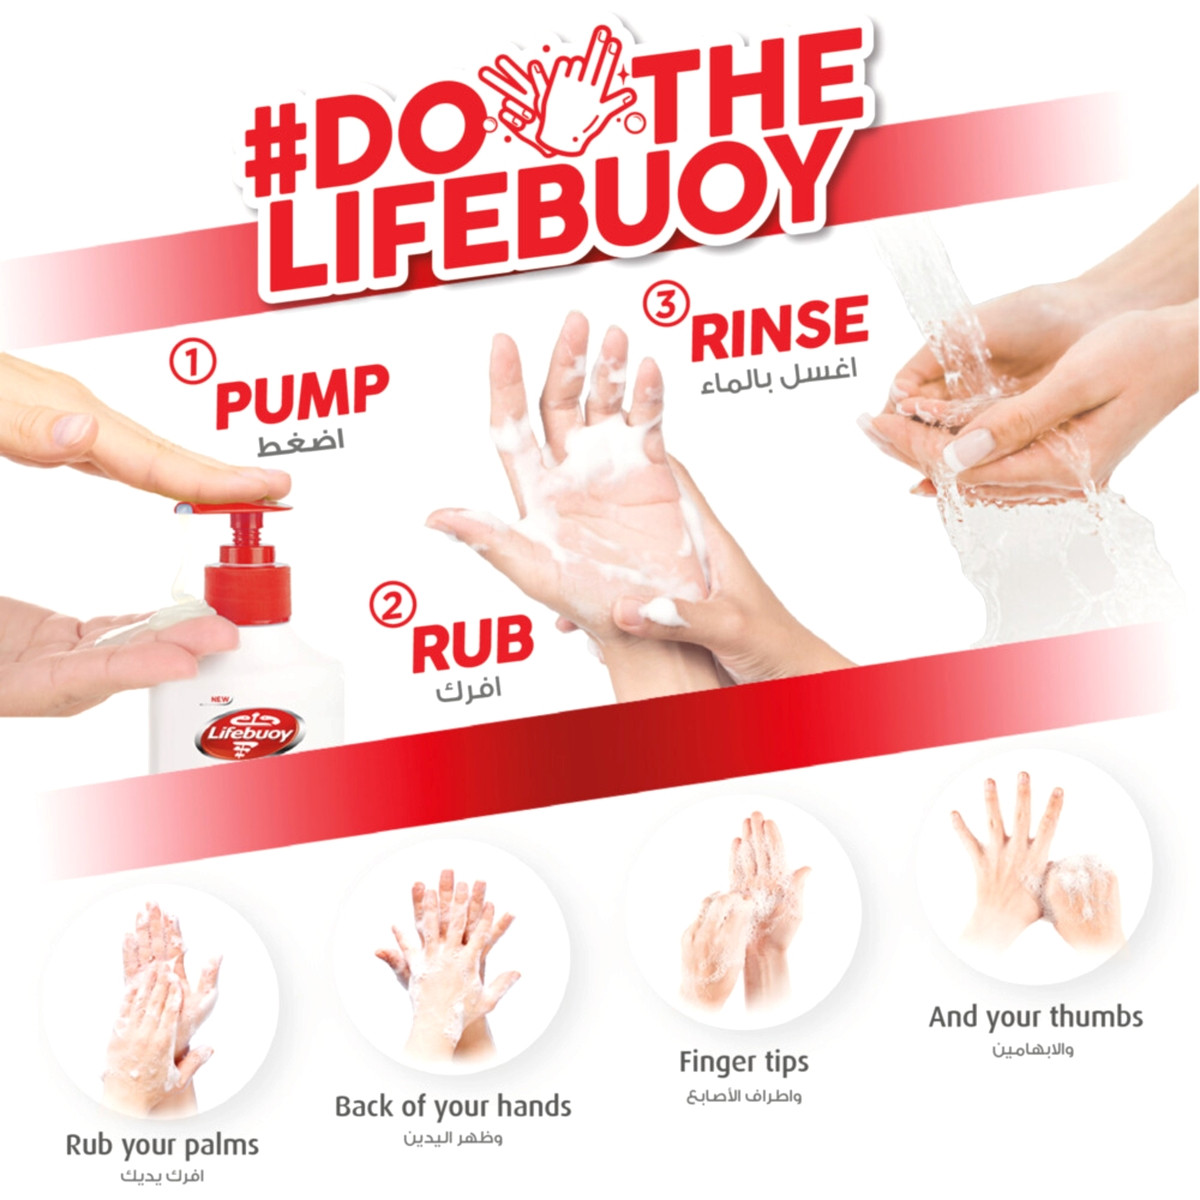 #DO THE
LIFEBUOY
1
PUMP
اضغط
2
RUB
افرك
3
RINSE
اغسل بالماء
NEW
Lifebuoy
Rub your palms
افرك يديك
Back of your hands
وظهر اليدين
Finger tips
واطراف الأصابع
And your thumbs
والابهامين